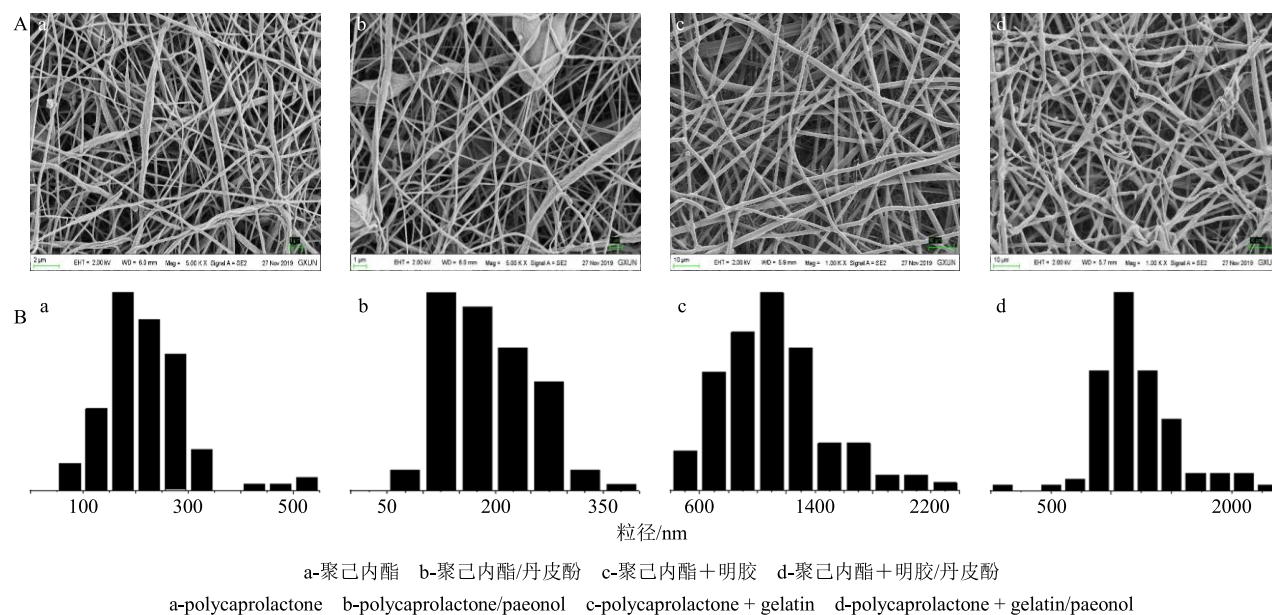 A a b c d
2 μm EHT = 2.00 kV WD = 6.0 mm Mag = 5.00 K X Signal A = SE2 27 Nov 2019 GXUN
1 μm EHT = 2.00 kV WD = 6.0 mm Mag = 5.00 K X Signal A = SE2 27 Nov 2019 GXUN
10 μm EHT = 2.00 kV WD = 5.9 mm Mag = 1.00 K X Signal A = SE2 27 Nov 2019 GXUN
10 μm EHT = 2.00 kV WD = 5.7 mm Mag = 1.00 K X Signal A = SE2 27 Nov 2019 GXUN
B a b c d
100 300 500 50 200 350 600 1400 2200 500 2000
粒径/nm
a-聚己内酯 b-聚己内酯/丹皮酚 c-聚己内酯+明胶 d-聚己内酯+明胶/丹皮酚
a-polycaprolactone b-polycaprolactone/paeonol c-polycaprolactone + gelatin d-polycaprolactone + gelatin/paeonol